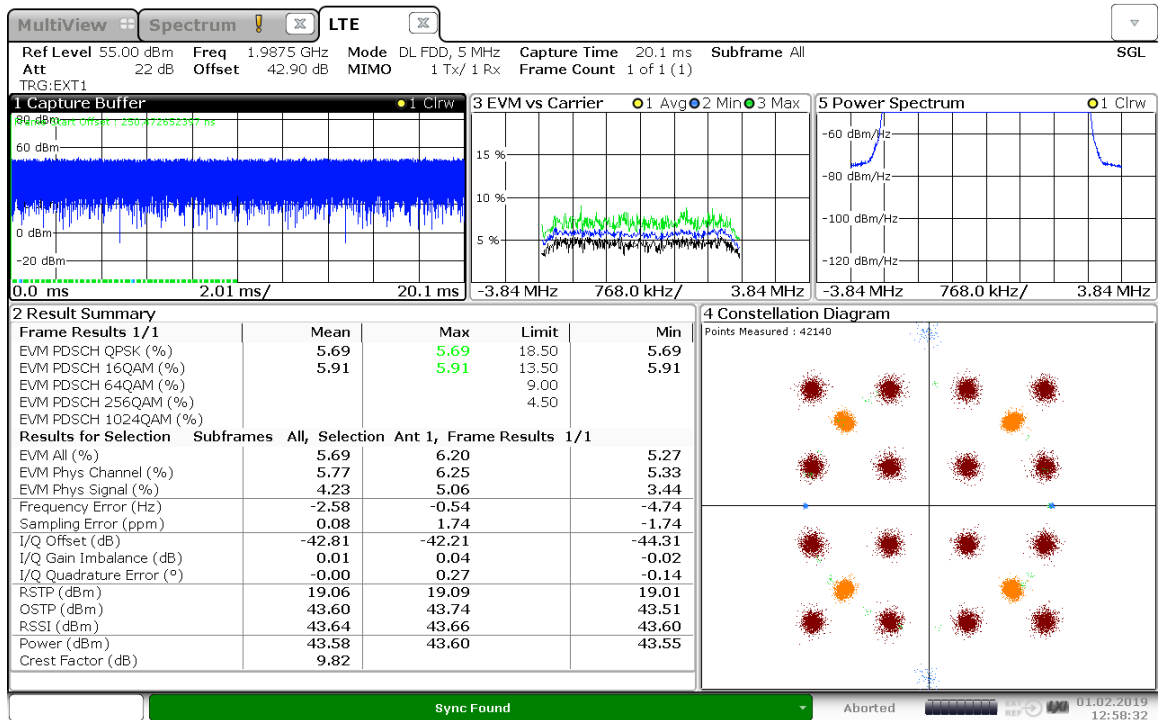 MultiView Spectrum LTE
Ref Level 55.00 dBm Freq 1.9875 GHz Mode DL FDD, 5 MHz Capture Time 20.1 ms Subframe All SGL
Att 22 dB Offset 42.90 dB MIMO 1 Tx/ 1 Rx Frame Count 1 of 1 (1)
TRG:EXT1
1 Capture Buffer 1 Clrw
80 dBm
Frame Start Offset : 250.472652397 ns
60 dBm
0 dBm
-20 dBm
0.0 ms 2.01 ms/ 20.1 ms
3 EVM vs Carrier 1 Avg 2 Min 3 Max
15 %
10 %
5 %
-3.84 MHz 768.0 kHz/ 3.84 MHz
5 Power Spectrum 1 Clrw
-60 dBm/Hz
-80 dBm/Hz
-100 dBm/Hz
-120 dBm/Hz
-3.84 MHz 768.0 kHz/ 3.84 MHz
2 Result Summary
Frame Results 1/1 Mean Max Limit Min
EVM PDSCH QPSK (%) 5.69 5.69 18.50 5.69
EVM PDSCH 16QAM (%) 5.91 5.91 13.50 5.91
EVM PDSCH 64QAM (%) 9.00
EVM PDSCH 256QAM (%) 4.50
EVM PDSCH 1024QAM (%)
Results for Selection Subframes All, Selection Ant 1, Frame Results 1/1
EVM All (%) 5.69 6.20 5.27
EVM Phys Channel (%) 5.77 6.25 5.33
EVM Phys Signal (%) 4.23 5.06 3.44
Frequency Error (Hz) -2.58 -0.54 -4.74
Sampling Error (ppm) 0.08 1.74 -1.74
I/Q Offset (dB) -42.81 -42.21 -44.31
I/Q Gain Imbalance (dB) 0.01 0.04 -0.02
I/Q Quadrature Error (º) -0.00 0.27 -0.14
RSTP (dBm) 19.06 19.09 19.01
OSTP (dBm) 43.60 43.74 43.51
RSSI (dBm) 43.64 43.66 43.60
Power (dBm) 43.58 43.60 43.55
Crest Factor (dB) 9.82
4 Constellation Diagram
Points Measured : 42140
Sync Found Aborted
01.02.2019
12:58:32